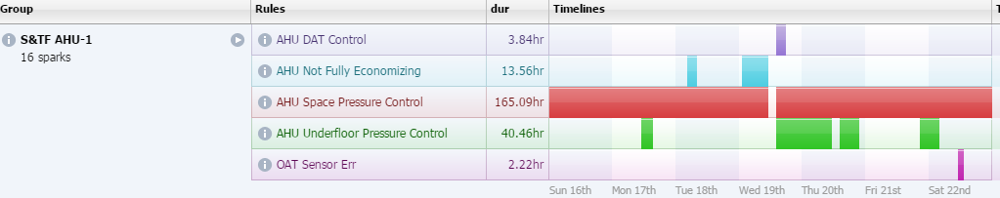 Group Rules dur Timelines T
S&TF AHU-1
16 sparks
AHU DAT Control 3.84hr
AHU Not Fully Economizing 13.56hr
AHU Space Pressure Control 165.09hr
AHU Underfloor Pressure Control 40.46hr
OAT Sensor Err 2.22hr
Sun 16th Mon 17th Tue 18th Wed 19th Thu 20th Fri 21st Sat 22nd